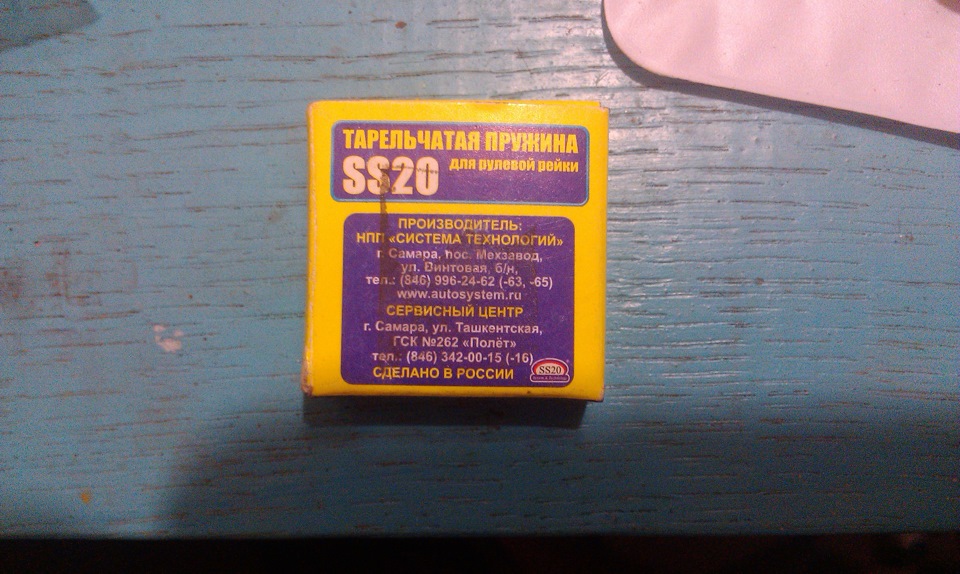 ТАРЕЛЬЧАТАЯ ПРУЖИНА
SS20 для рулевой рейки
ПРОИЗВОДИТЕЛЬ:
НПП «СИСТЕМА ТЕХНОЛОГИЙ»
г. Самара, пос. Мехзавод,
ул. Винтовая, б/н,
тел.: (846) 996-24-62 (-63, -65)
www.autosystem.ru
СЕРВИСНЫЙ ЦЕНТР
г. Самара, ул. Ташкентская,
ГСК №262 «Полёт»
тел.: (846) 342-00-15 (-16)
СДЕЛАНО В РОССИИ
SS20